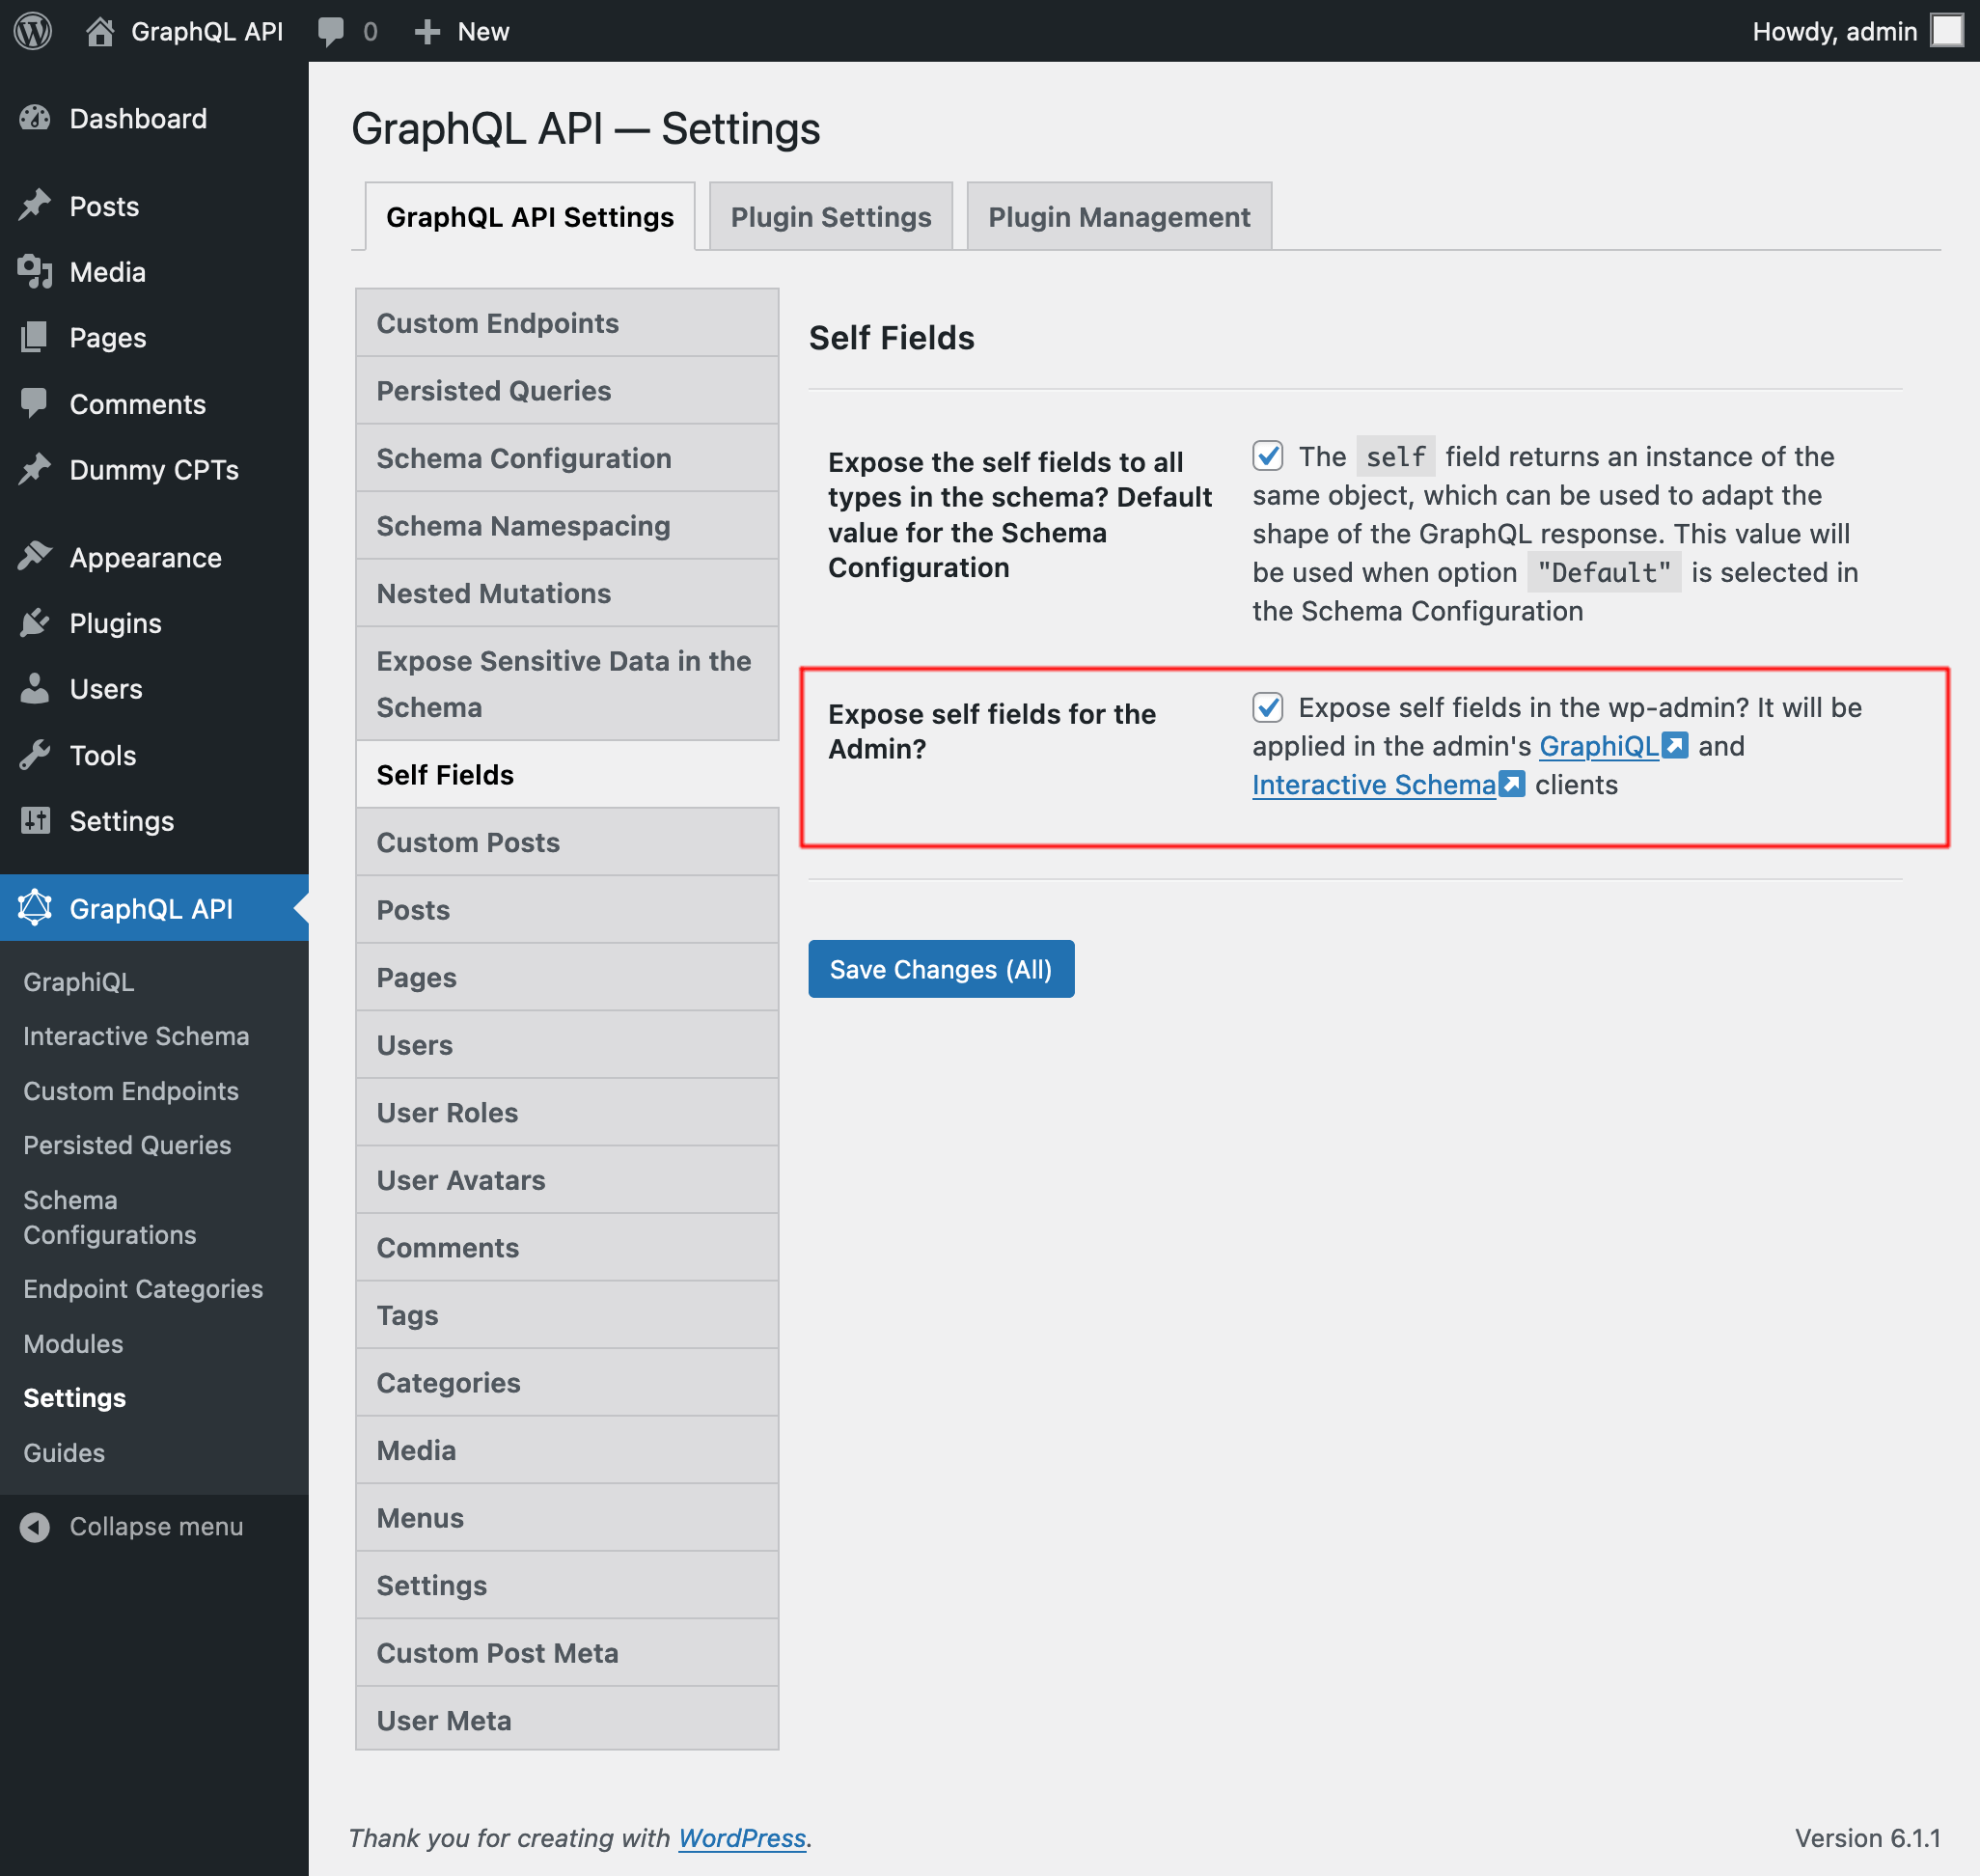 GraphQL API 0 New Howdy, admin
Dashboard
Posts
Media
Pages
Comments
Dummy CPTs
Appearance
Plugins
Users
Tools
Settings
GraphQL API
GraphiQL
Interactive Schema
Custom Endpoints
Persisted Queries
Schema
Configurations
Endpoint Categories
Modules
Settings
Guides
Collapse menu
GraphQL API — Settings
GraphQL API Settings Plugin Settings Plugin Management
Custom Endpoints
Persisted Queries
Schema Configuration
Schema Namespacing
Nested Mutations
Expose Sensitive Data in the
Schema
Self Fields
Custom Posts
Posts
Pages
Users
User Roles
User Avatars
Comments
Tags
Categories
Media
Menus
Settings
Custom Post Meta
User Meta
Self Fields
Expose the self fields to all
types in the schema? Default
value for the Schema
Configuration
The self field returns an instance of the
same object, which can be used to adapt the
shape of the GraphQL response. This value will
be used when option "Default" is selected in
the Schema Configuration
Expose self fields for the
Admin?
Expose self fields in the wp-admin? It will be
applied in the admin's GraphiQL and
Interactive Schema clients
Save Changes (All)
Thank you for creating with WordPress.
Version 6.1.1